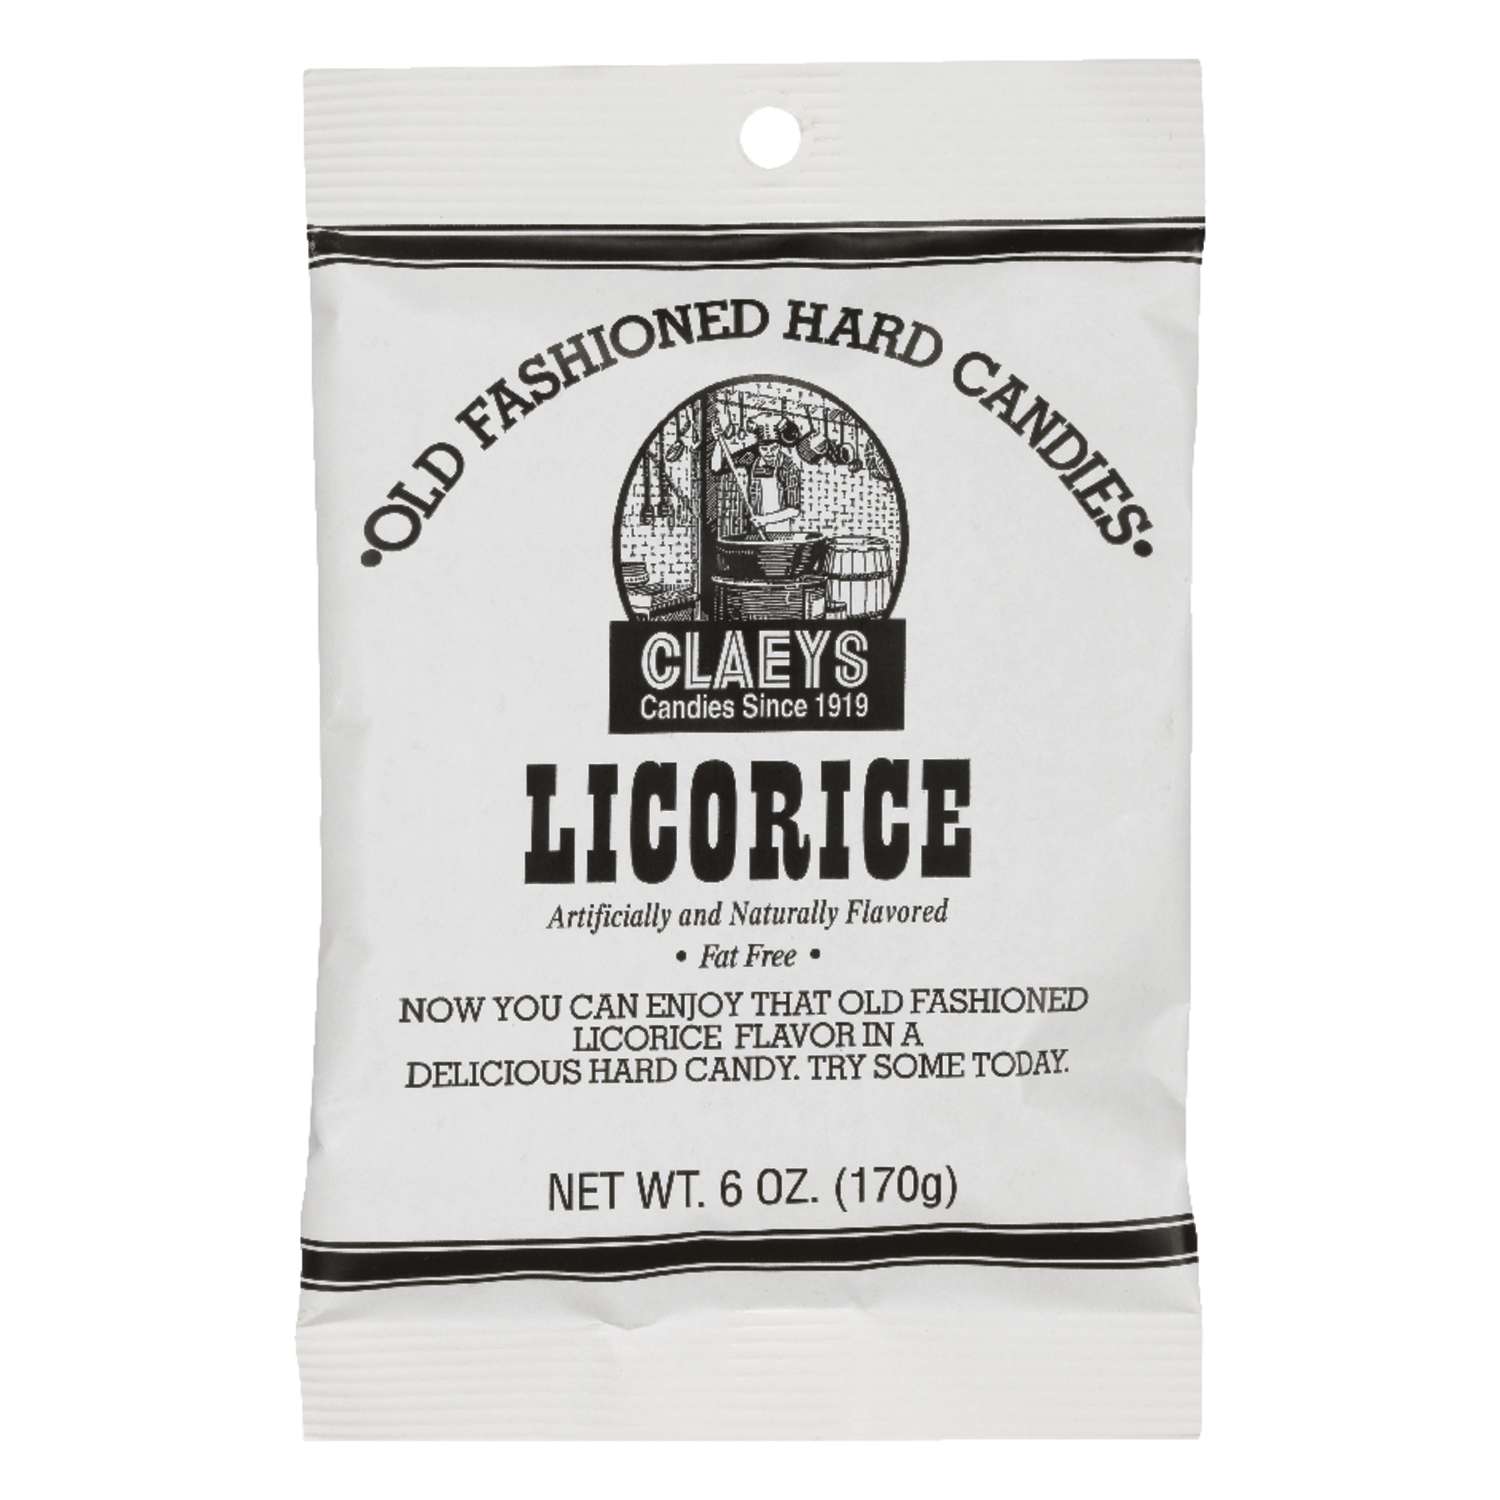 •OLD FASHIONED HARD CANDIES•
CLAEYS
Candies Since 1919
LICORICE
Artificially and Naturally Flavored
• Fat Free •
NOW YOU CAN ENJOY THAT OLD FASHIONED
LICORICE FLAVOR IN A
DELICIOUS HARD CANDY. TRY SOME TODAY.
NET WT. 6 OZ. (170g)